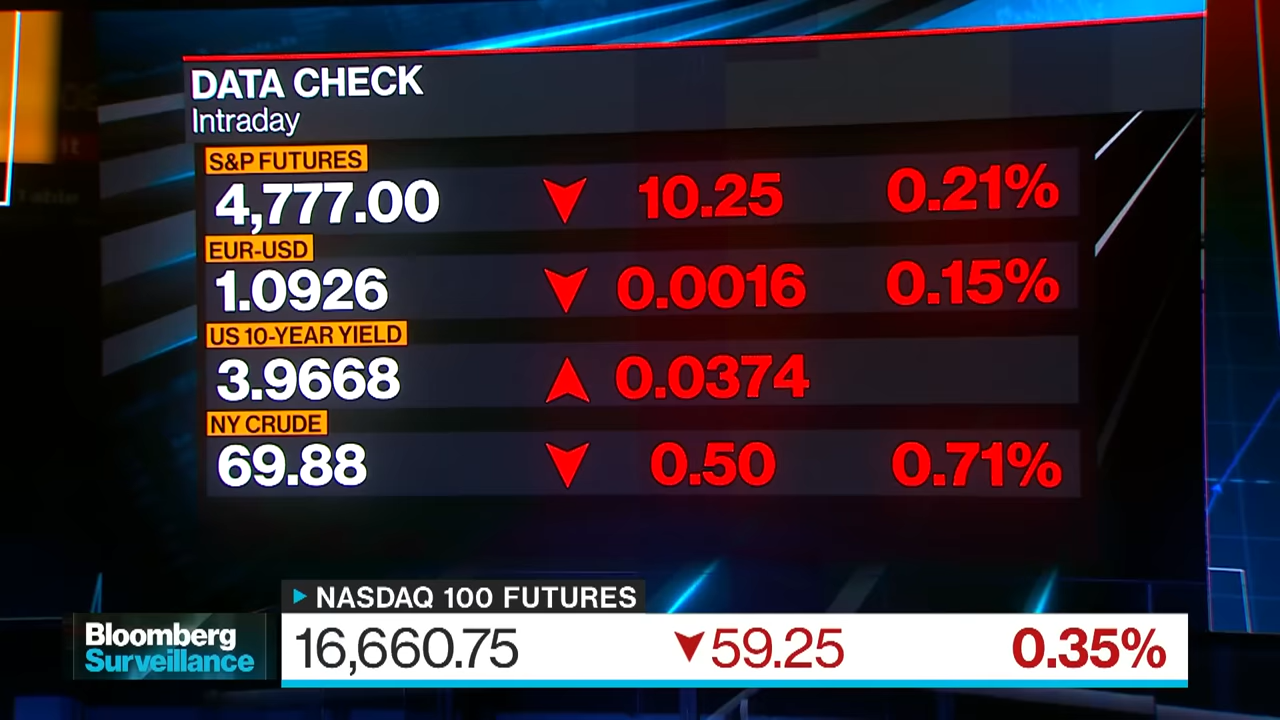 DATA CHECK
Intraday
S&P FUTURES
4,777.00 ▼ 10.25 0.21%
EUR-USD
1.0926 ▼ 0.0016 0.15%
US 10-YEAR YIELD
3.9668 ▲ 0.0374
NY CRUDE
69.88 ▼ 0.50 0.71%
NASDAQ 100 FUTURES
Bloomberg
Surveillance
16,660.75 ▼59.25 0.35%